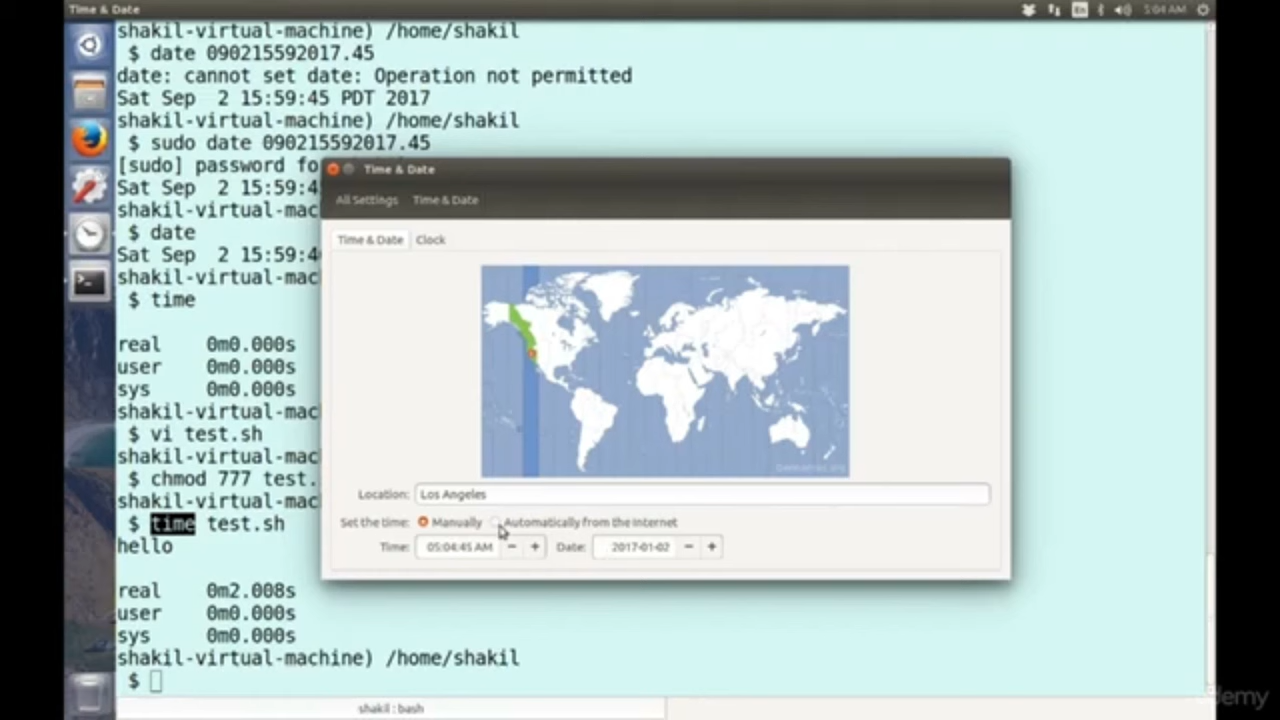 Time & Date
En
5:04 AM
shakil-virtual-machine) /home/shakil
$ date 090215592017.45
date: cannot set date: Operation not permitted
Sat Sep  2 15:59:45 PDT 2017
shakil-virtual-machine) /home/shakil
$ sudo date 090215592017.45
[sudo] password fo
Sat Sep  2 15:59:4
shakil-virtual-mac
$ date
Sat Sep  2 15:59:4
shakil-virtual-mac
$ time
real    0m0.000s
user    0m0.000s
sys     0m0.000s
shakil-virtual-mac
$ vi test.sh
shakil-virtual-mac
$ chmod 777 test.
shakil-virtual-mac
$ time test.sh
hello
real    0m2.008s
user    0m0.000s
sys     0m0.000s
shakil-virtual-machine) /home/shakil
$
Time & Date
All Settings Time & Date
Time & Date Clock
Location: Los Angeles
Set the time: Manually Automatically from the Internet
Time: 05:04:45 AM − + Date: 2017-01-02 − +
shakil : bash